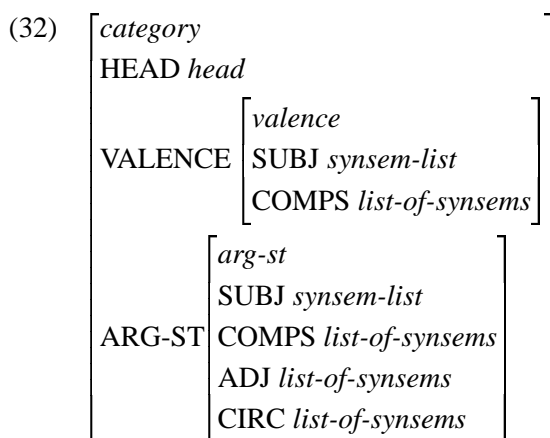 (32)
category
HEAD head
valence
VALENCE SUBJ synsem-list
COMPS list-of-synsems
arg-st
SUBJ synsem-list
ARG-ST COMPS list-of-synsems
ADJ list-of-synsems
CIRC list-of-synsems